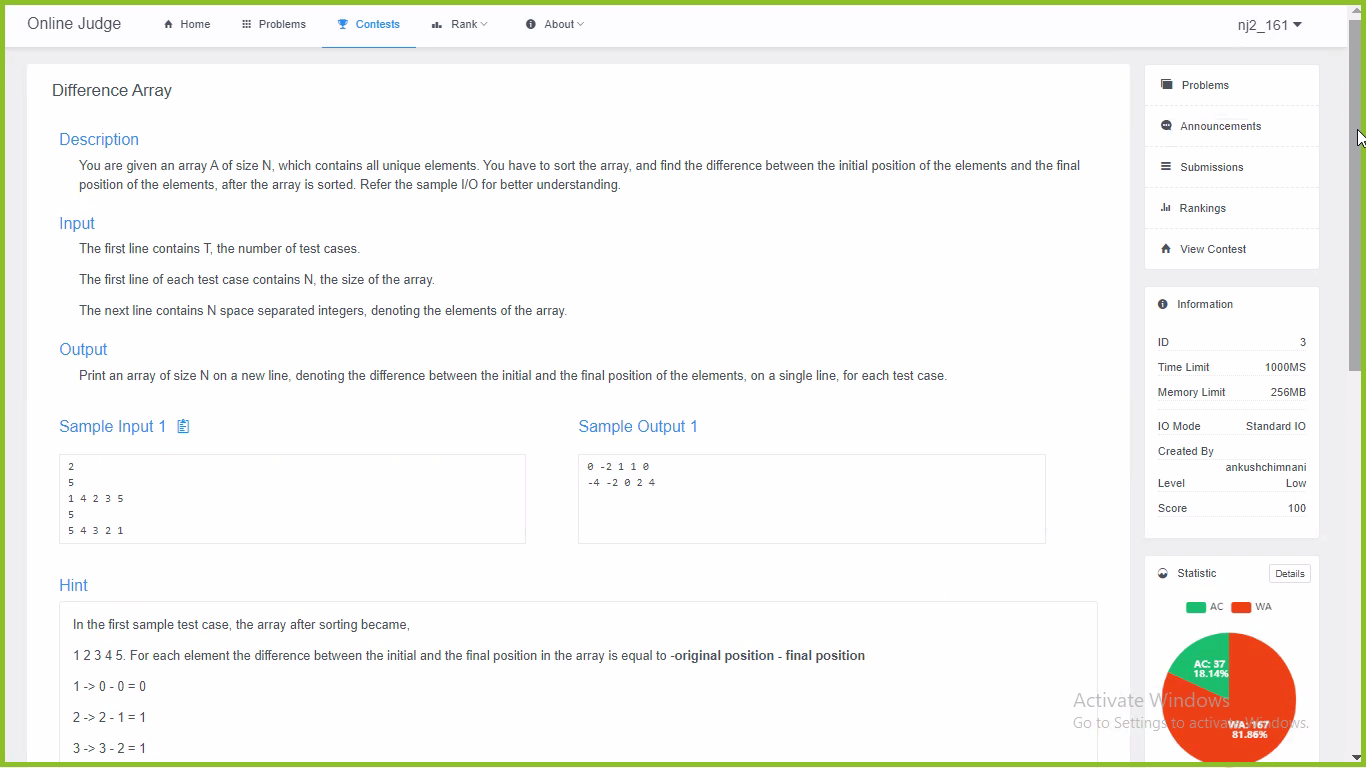 Online Judge
Home
Problems
Contests
Rank
About
nj2_161
Difference Array
Description
You are given an array A of size N, which contains all unique elements. You have to sort the array, and find the difference between the initial position of the elements and the final
position of the elements, after the array is sorted. Refer the sample I/O for better understanding.
Input
The first line contains T, the number of test cases.
The first line of each test case contains N, the size of the array.
The next line contains N space separated integers, denoting the elements of the array.
Output
Print an array of size N on a new line, denoting the difference between the initial and the final position of the elements, on a single line, for each test case.
Sample Input 1
2
5
1 4 2 3 5
5
5 4 3 2 1
Sample Output 1
0 -2 1 1 0
-4 -2 0 2 4
Hint
In the first sample test case, the array after sorting became,
1 2 3 4 5. For each element the difference between the initial and the final position in the array is equal to -original position - final position
1 -> 0 - 0 = 0
2 -> 2 - 1 = 1
3 -> 3 - 2 = 1
Problems
Announcements
Submissions
Rankings
View Contest
Information
ID 3
Time Limit 1000MS
Memory Limit 256MB
IO Mode Standard IO
Created By
ankushchimnani
Level Low
Score 100
Statistic
Details
AC WA
AC: 37
18.14%
WA: 167
81.86%
Activate Windows
Go to Settings to activate Windows.